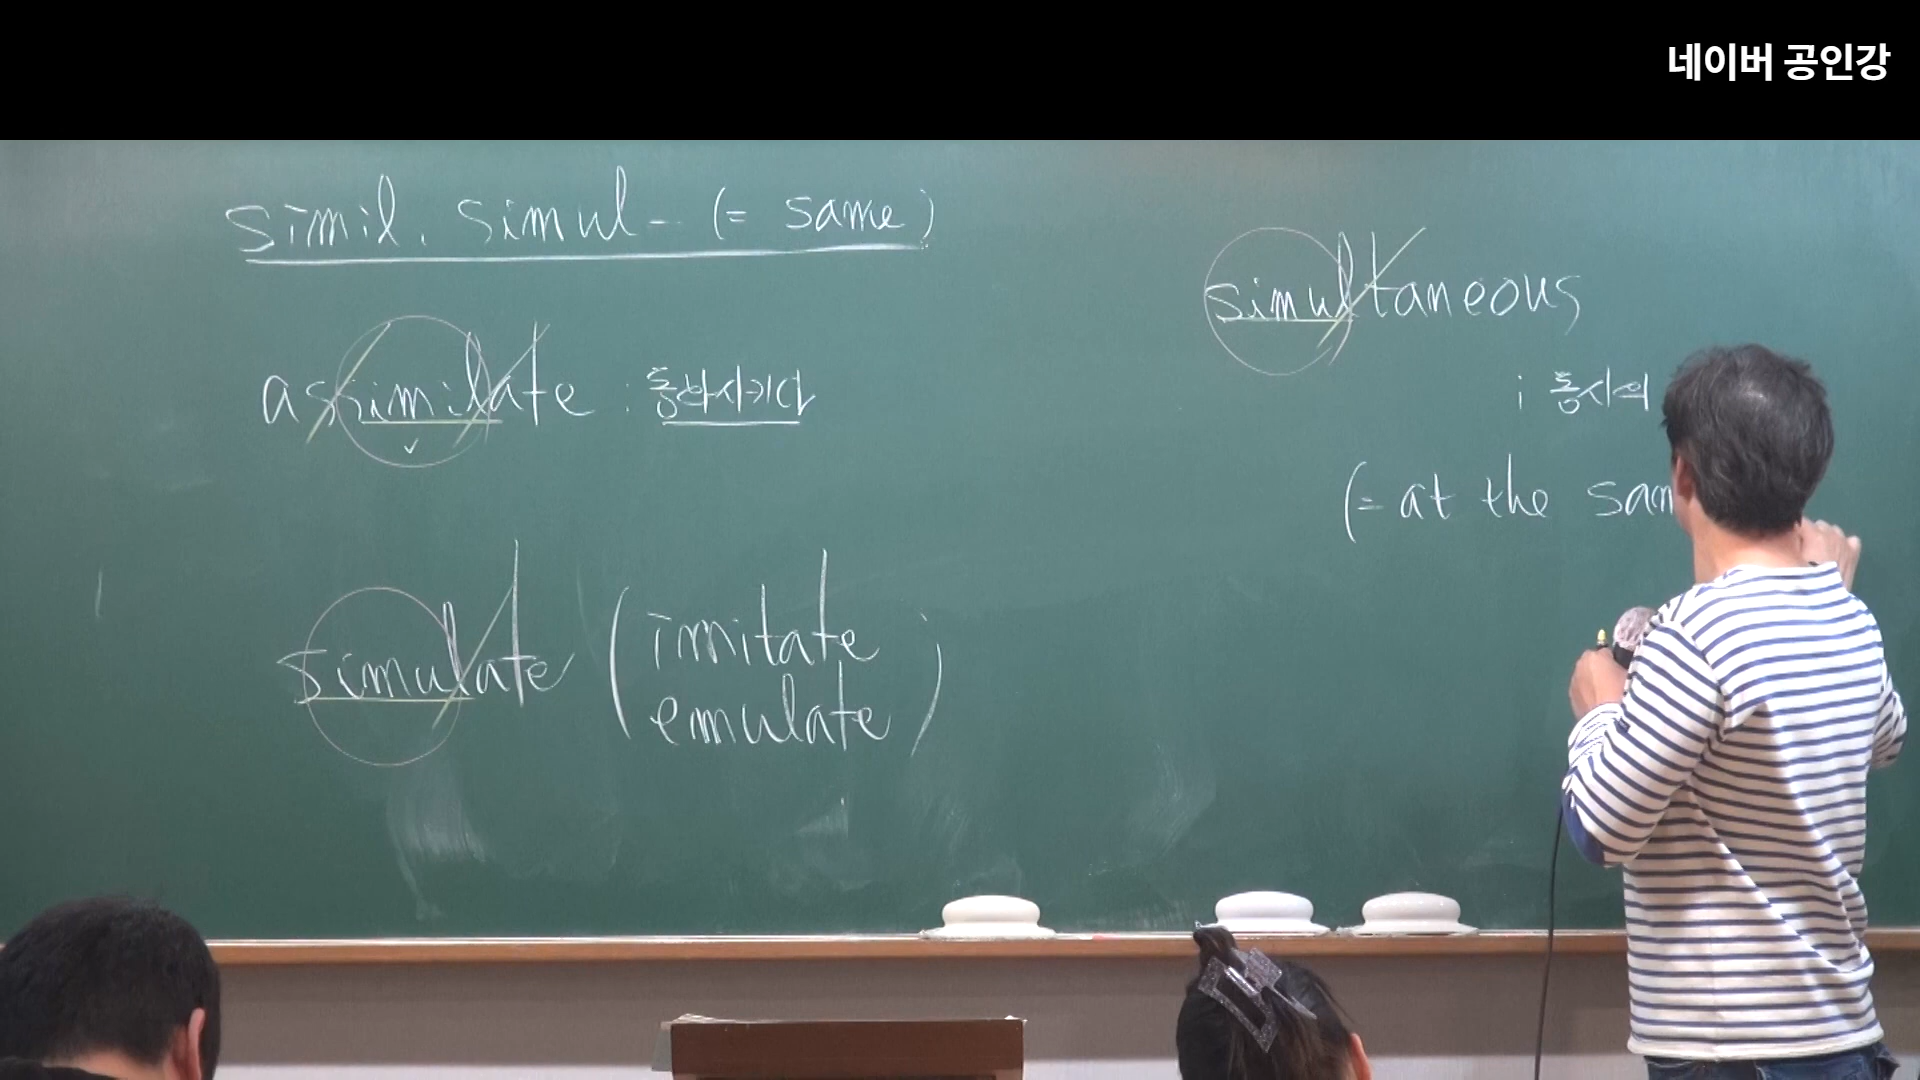 네이버 공인강
simil, simul- (= same)
assimilate : 동화시키다
simulate (imitate
emulate)
simultaneous
; 동시의
(= at the